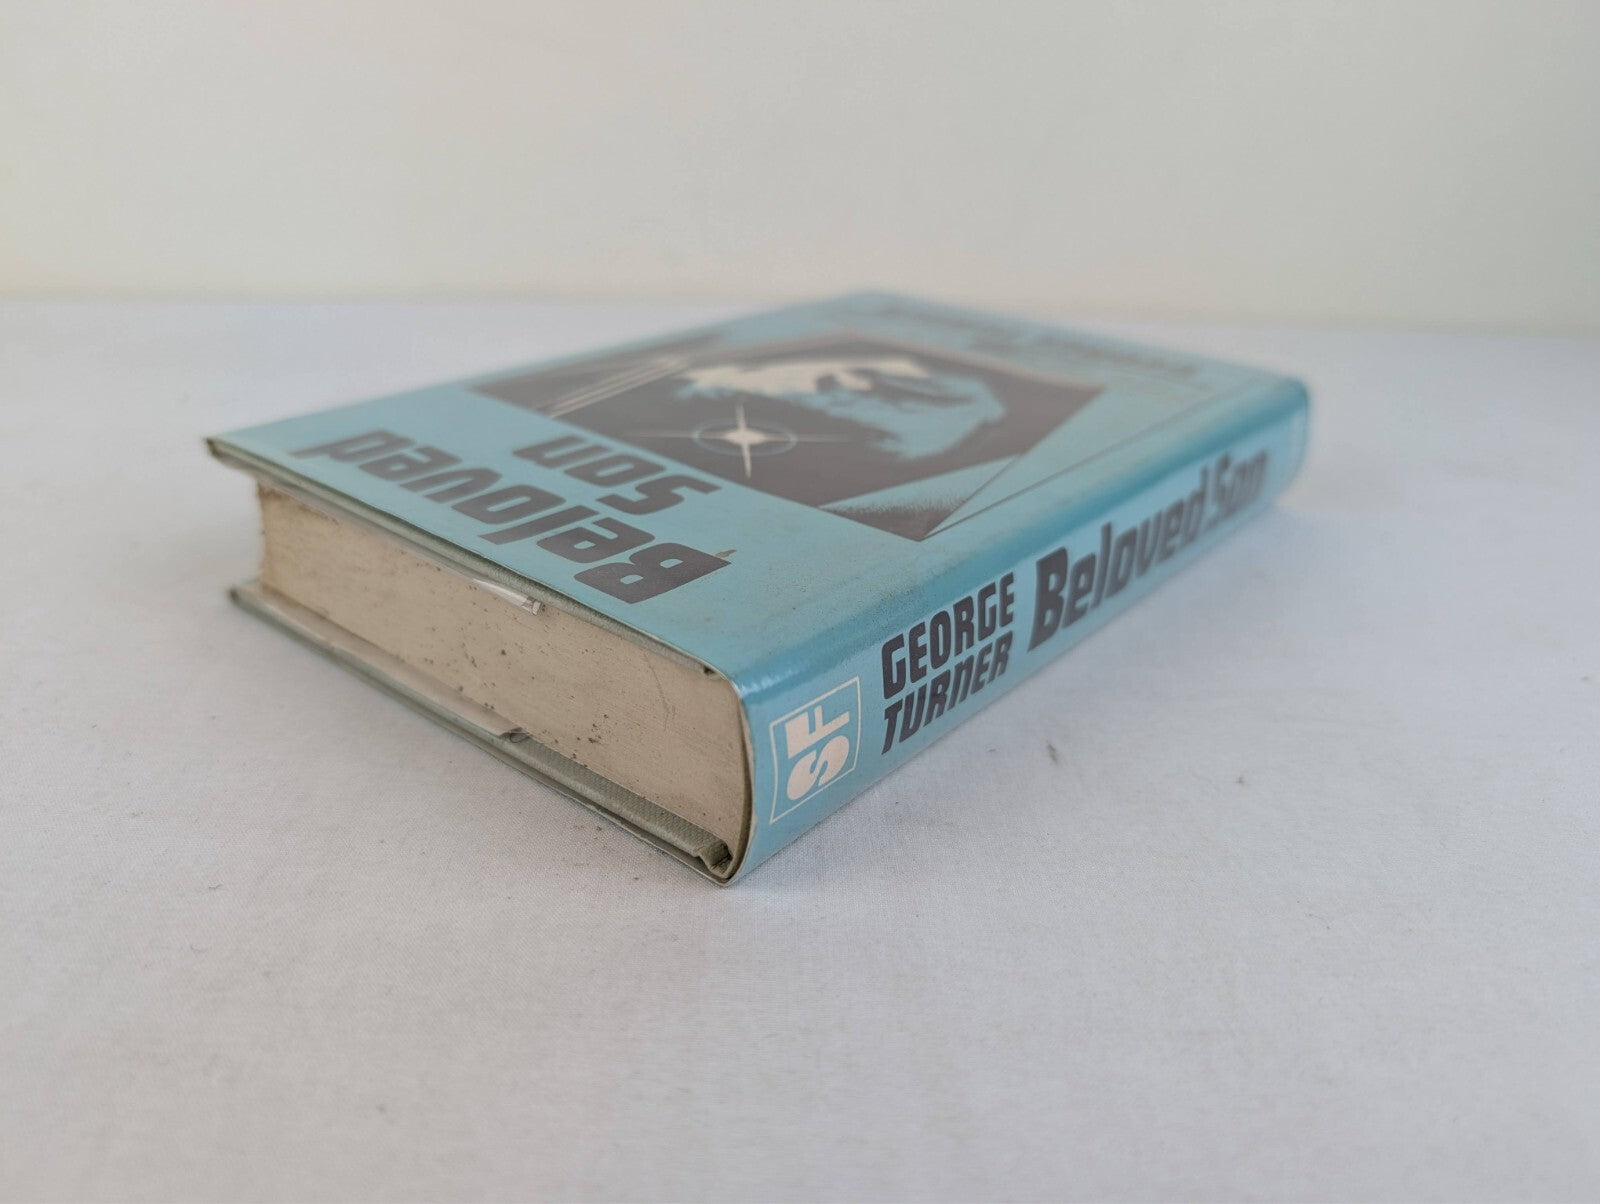 Beloved
Son
SF
GEORGE
TURNER
Beloved Son